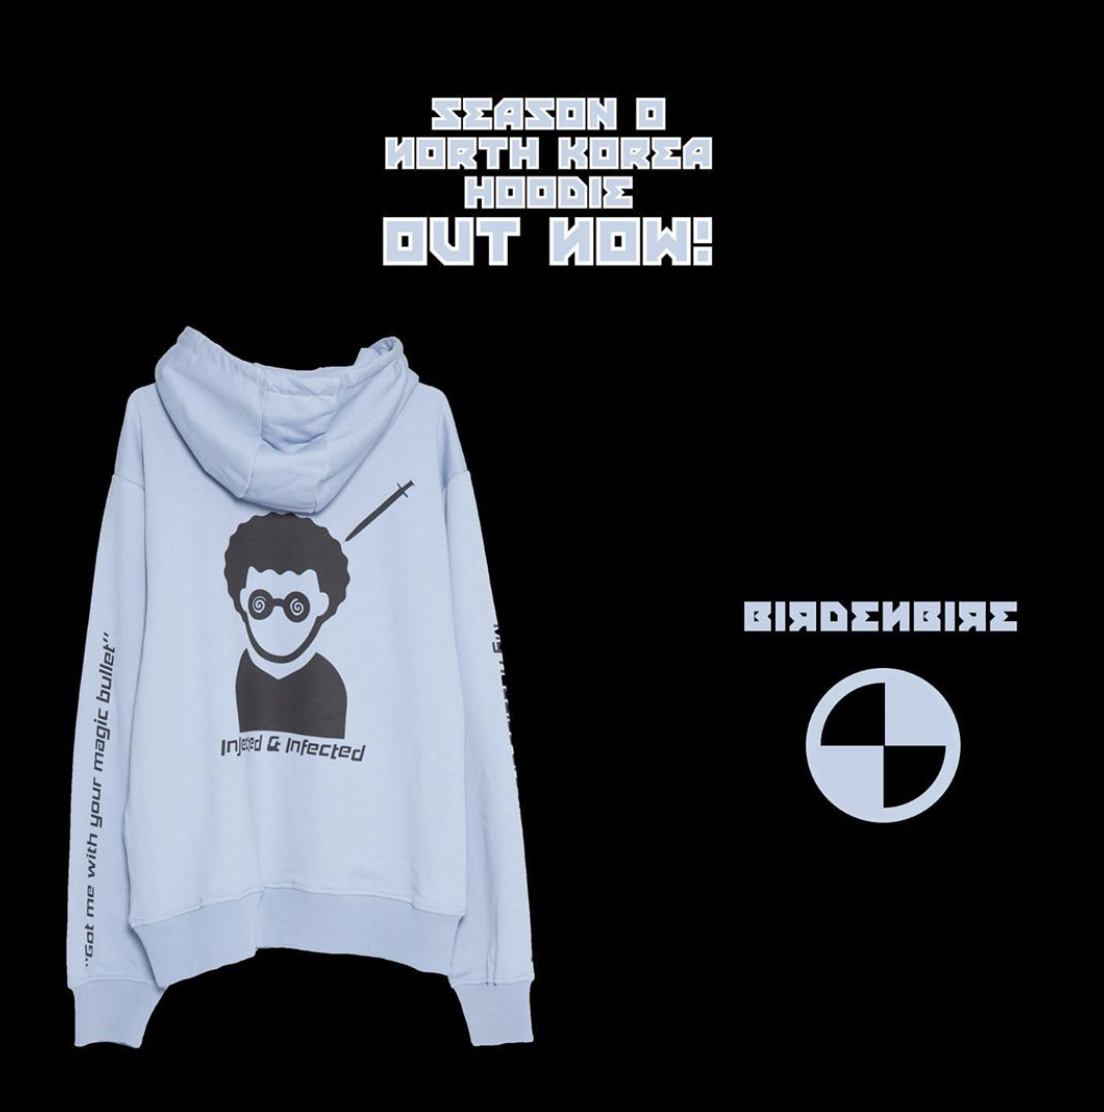 SEASON 0
NORTH KOREA
HOODIE
OUT NOW!
Injected & Infected
"Got me with your magic bullet"
BIRDENBIRE